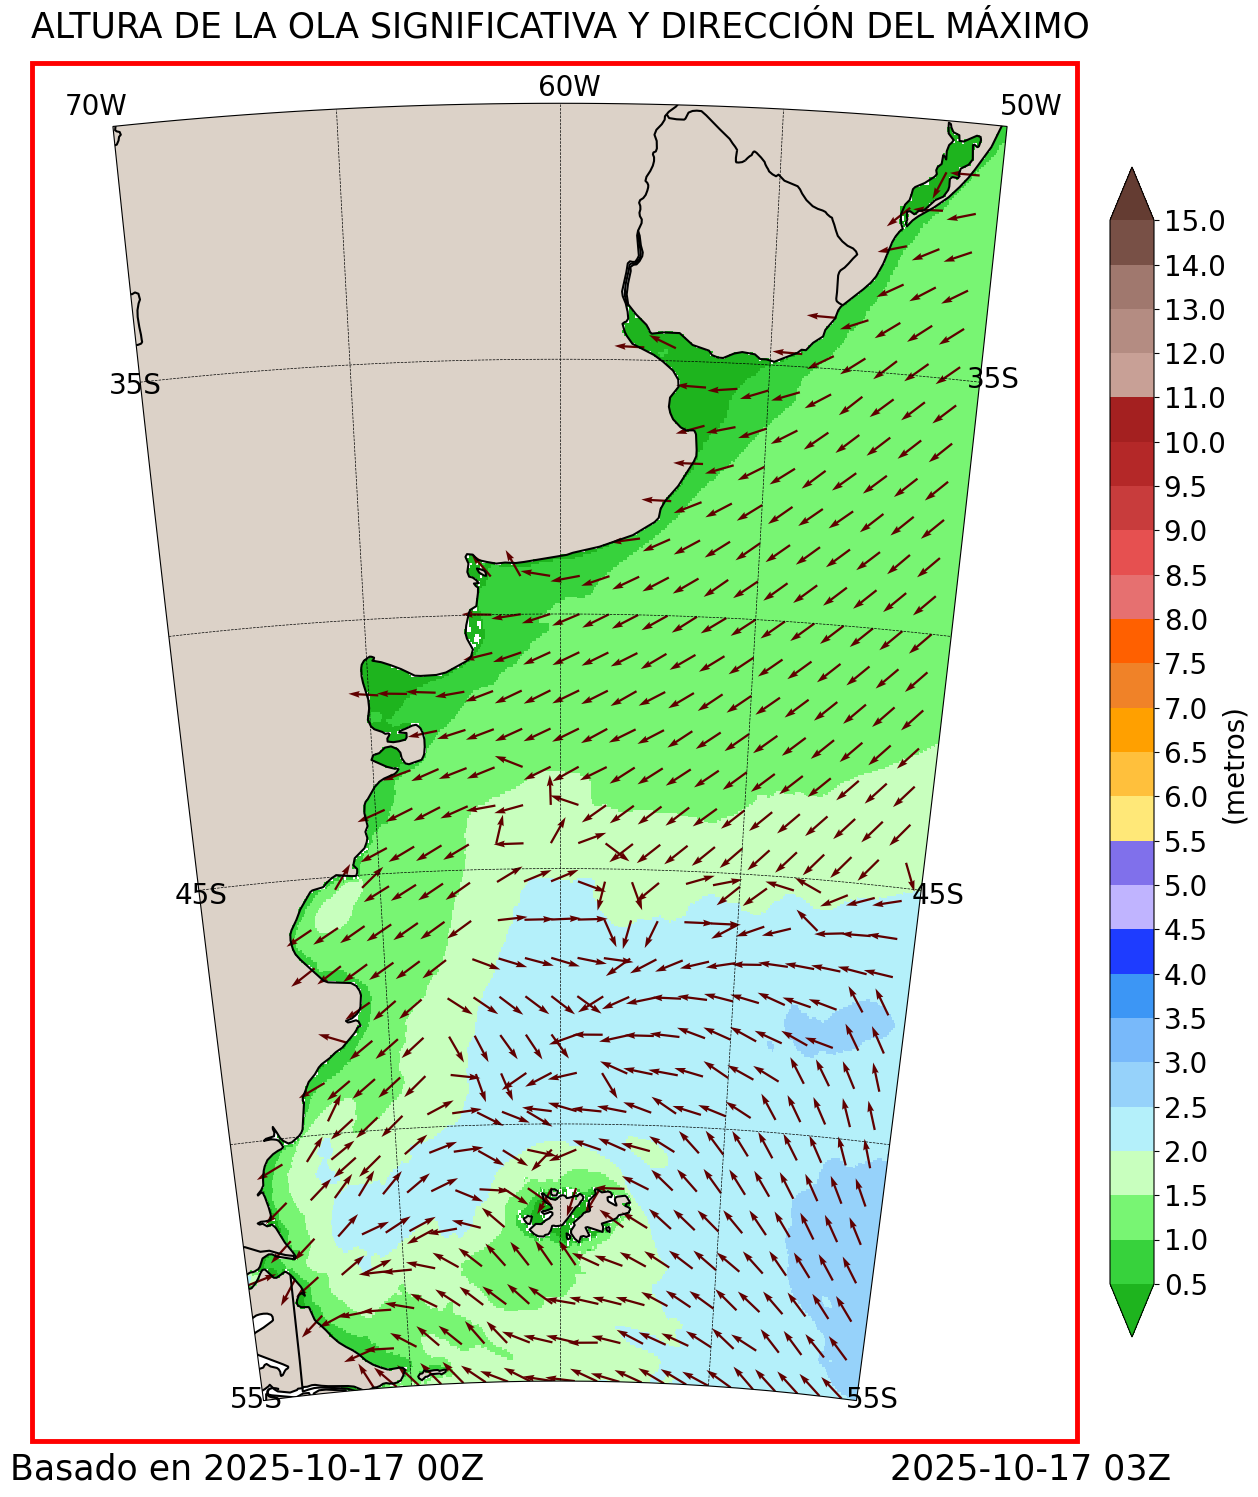 ALTURA DE LA OLA SIGNIFICATIVA Y DIRECCIÓN DEL MÁXIMO
60W
70W
50W
15.0
14.0
13.0
12.0
35S
35S
11.0
10.0
9.5
9.0
8.5
8.0
7.5
7.0
6.5
(metros)
6.0
5.5
45S
45S
5.0
4.5
4.0
3.5
3.0
2.5
2.0
1.5
1.0
0.5
55S
55S
Basado en 2025-10-17 00Z
2025-10-17 03Z